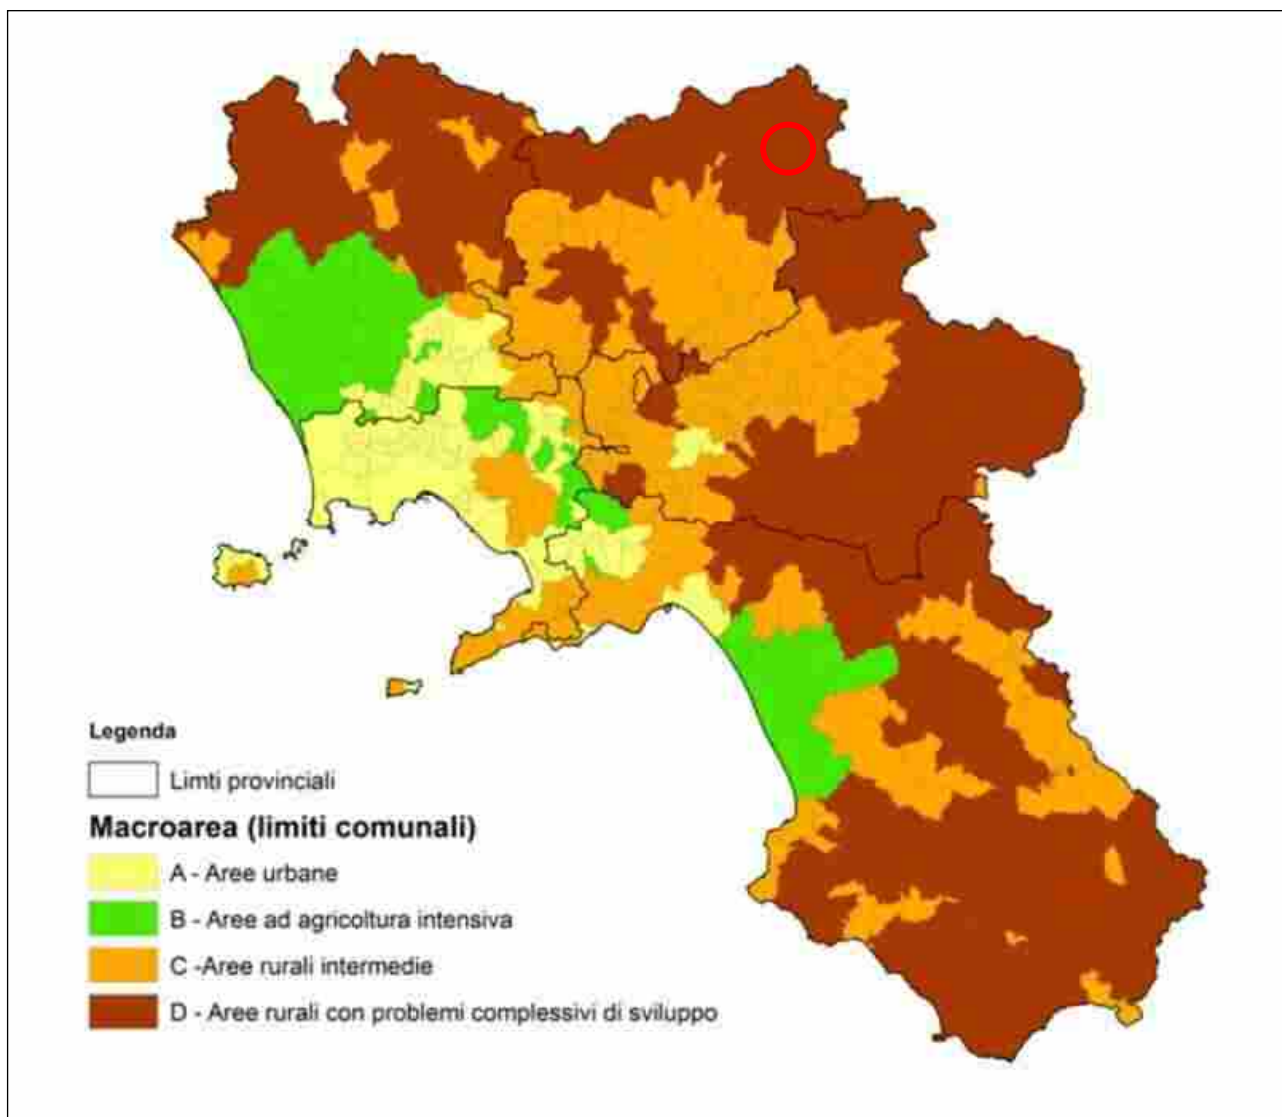 Legenda
Limti provinciali
Macroarea (limiti comunali)
A - Aree urbane
B - Aree ad agricoltura intensiva
C -Aree rurali intermedie
D - Aree rurali con problemi complessivi di sviluppo